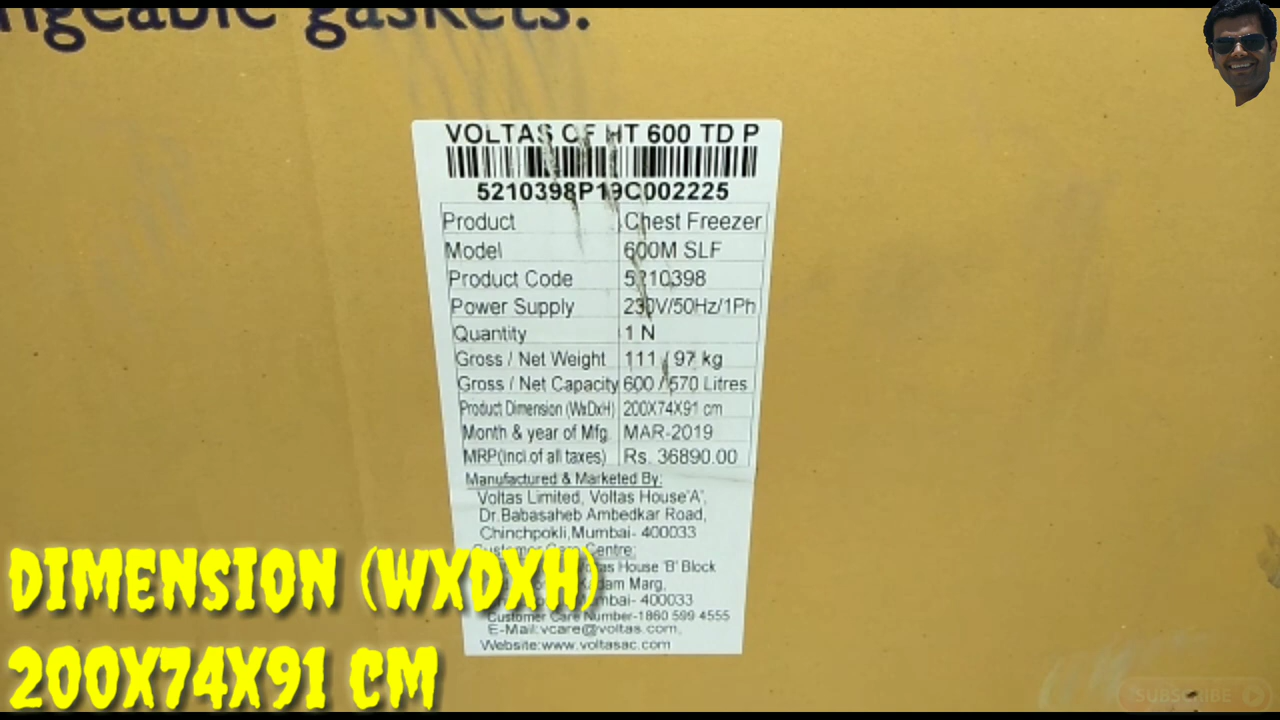 ngeable gaskets.
VOLTAS CF HT 600 TD P
5210398P19C002225
Product Chest Freezer
Model 600M SLF
Product Code 5210398
Power Supply 230V/50Hz/1Ph
Quantity 1 N
Gross / Net Weight 111 / 97 kg
Gross / Net Capacity 600 / 570 Litres
Product Dimension (WxDxH) 200X74X91 cm
Month & year of Mfg. MAR-2019
MRP(incl.of all taxes) Rs. 36890.00
Manufactured & Marketed By:
Voltas Limited, Voltas House'A',
Dr.Babasaheb Ambedkar Road,
Chinchpokli,Mumbai- 400033
Customer Care Centre:
House 'B' Block
Marg,
400033
Customer Care Number-1860 599 4555
E-Mail:vcare@voltas.com,
Website:www.voltasac.com
DIMENSION (WXDXH)
200X74X91 CM
SUBSCRIBE